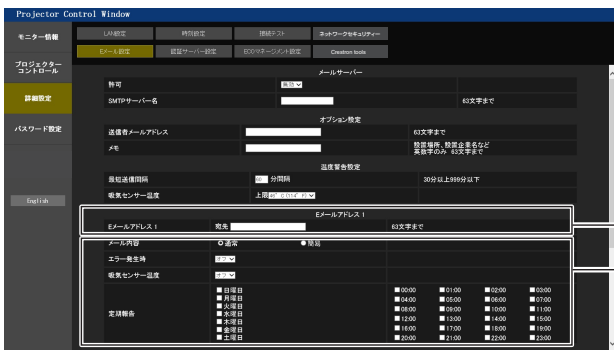 Projector Control Window
モニター情報
プロジェクター
コントロール
詳細設定
パスワード設定
English
LAN設定
時刻設定
接続テスト
ネットワークセキュリティー
Eメール設定
認証サーバー設定
ECOマネージメント設定
Crestron tools
メールサーバー
許可
無効
SMTPサーバー名
63文字まで
オプション設定
送信者メールアドレス
63文字まで
メモ
設置場所、設置企業名など
英数字のみ 63文字まで
温度警告設定
最短送信間隔
60 分間隔
30分以上999分以下
吸気センサー温度
上限
Eメールアドレス 1
Eメールアドレス 1
宛先
63文字まで
メール内容
通常
簡易
エラー発生時
オフ
吸気センサー温度
オフ
定期報告
日曜日
月曜日
火曜日
水曜日
木曜日
金曜日
土曜日
00:00 01:00 02:00 03:00
04:00 05:00 06:00 07:00
08:00 09:00 10:00 11:00
12:00 13:00 14:00 15:00
16:00 17:00 18:00 19:00
20:00 21:00 22:00 23:00